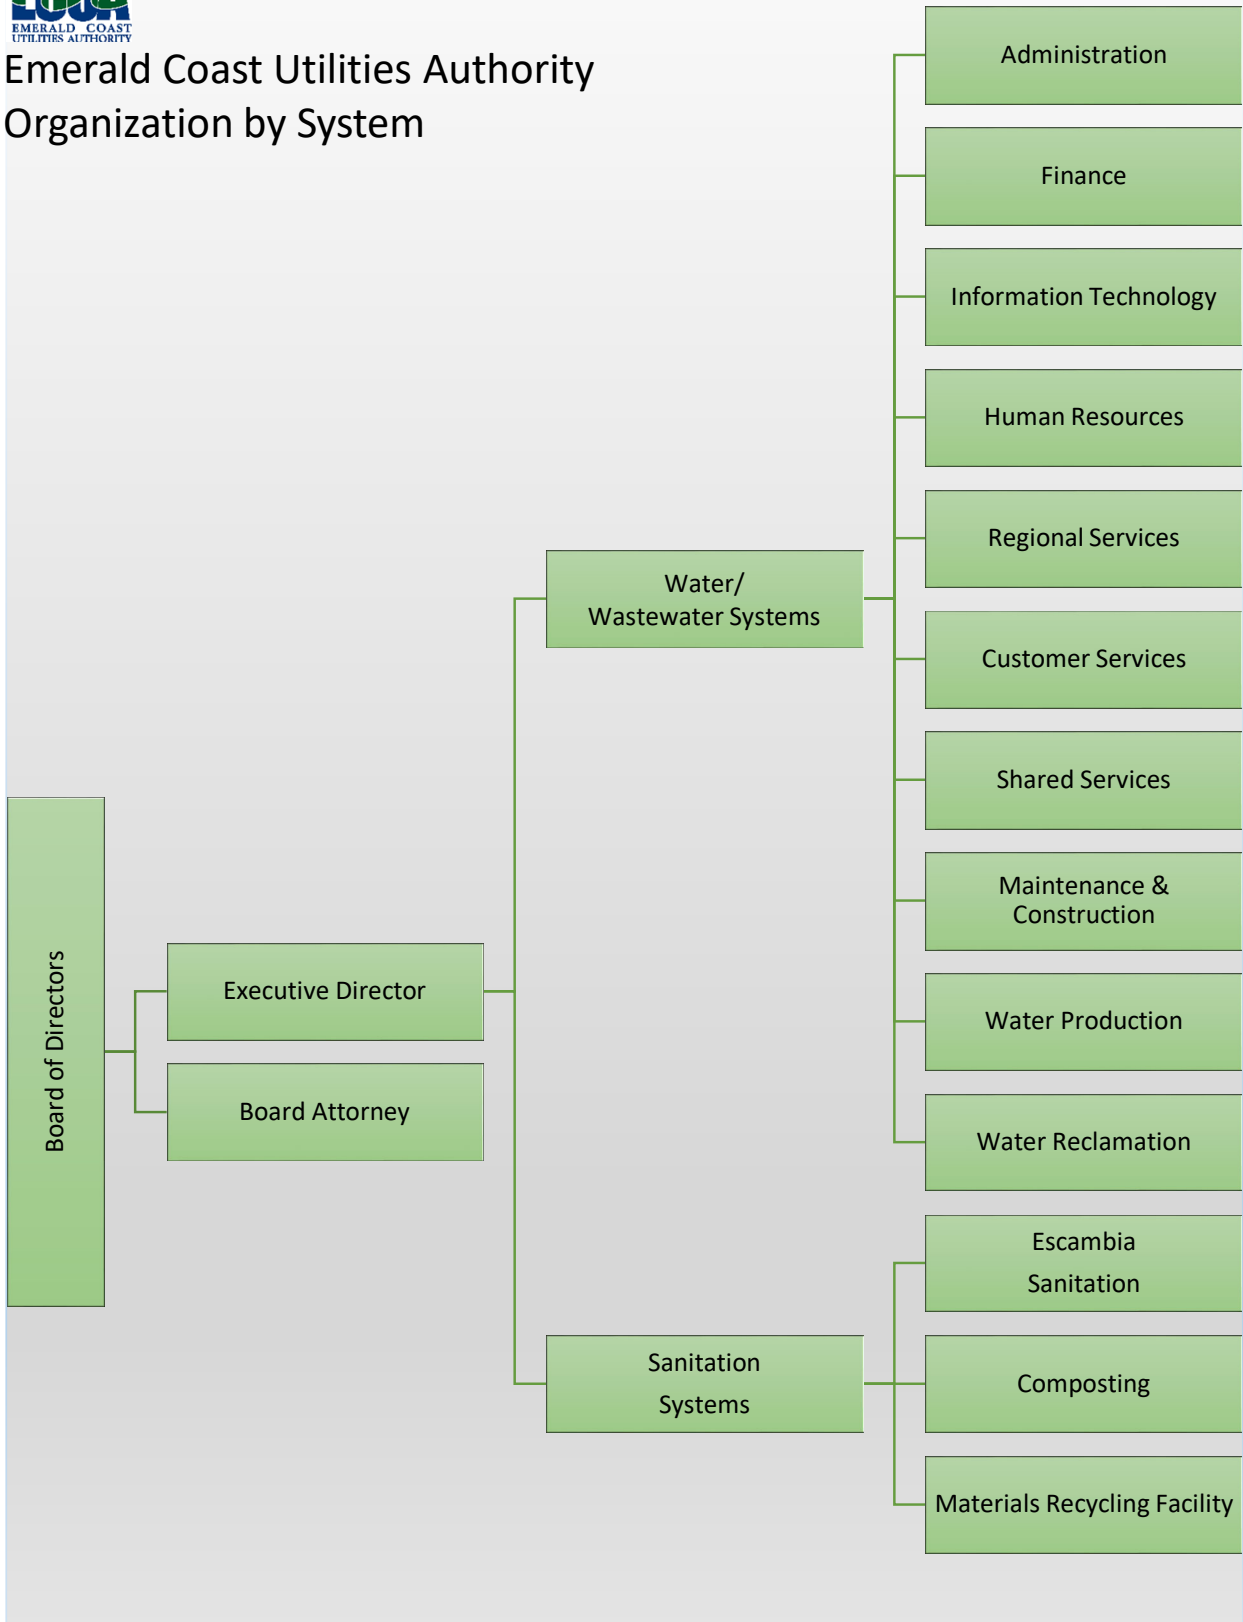 EMERALD COAST
UTILITIES AUTHORITY
Emerald Coast Utilities Authority
Organization by System
Administration
Finance
Information Technology
Human Resources
Regional Services
Water/
Wastewater Systems
Customer Services
Shared Services
Maintenance &
Construction
Board of Directors
Executive Director
Water Production
Board Attorney
Water Reclamation
Escambia
Sanitation
Sanitation
Systems
Composting
Materials Recycling Facility